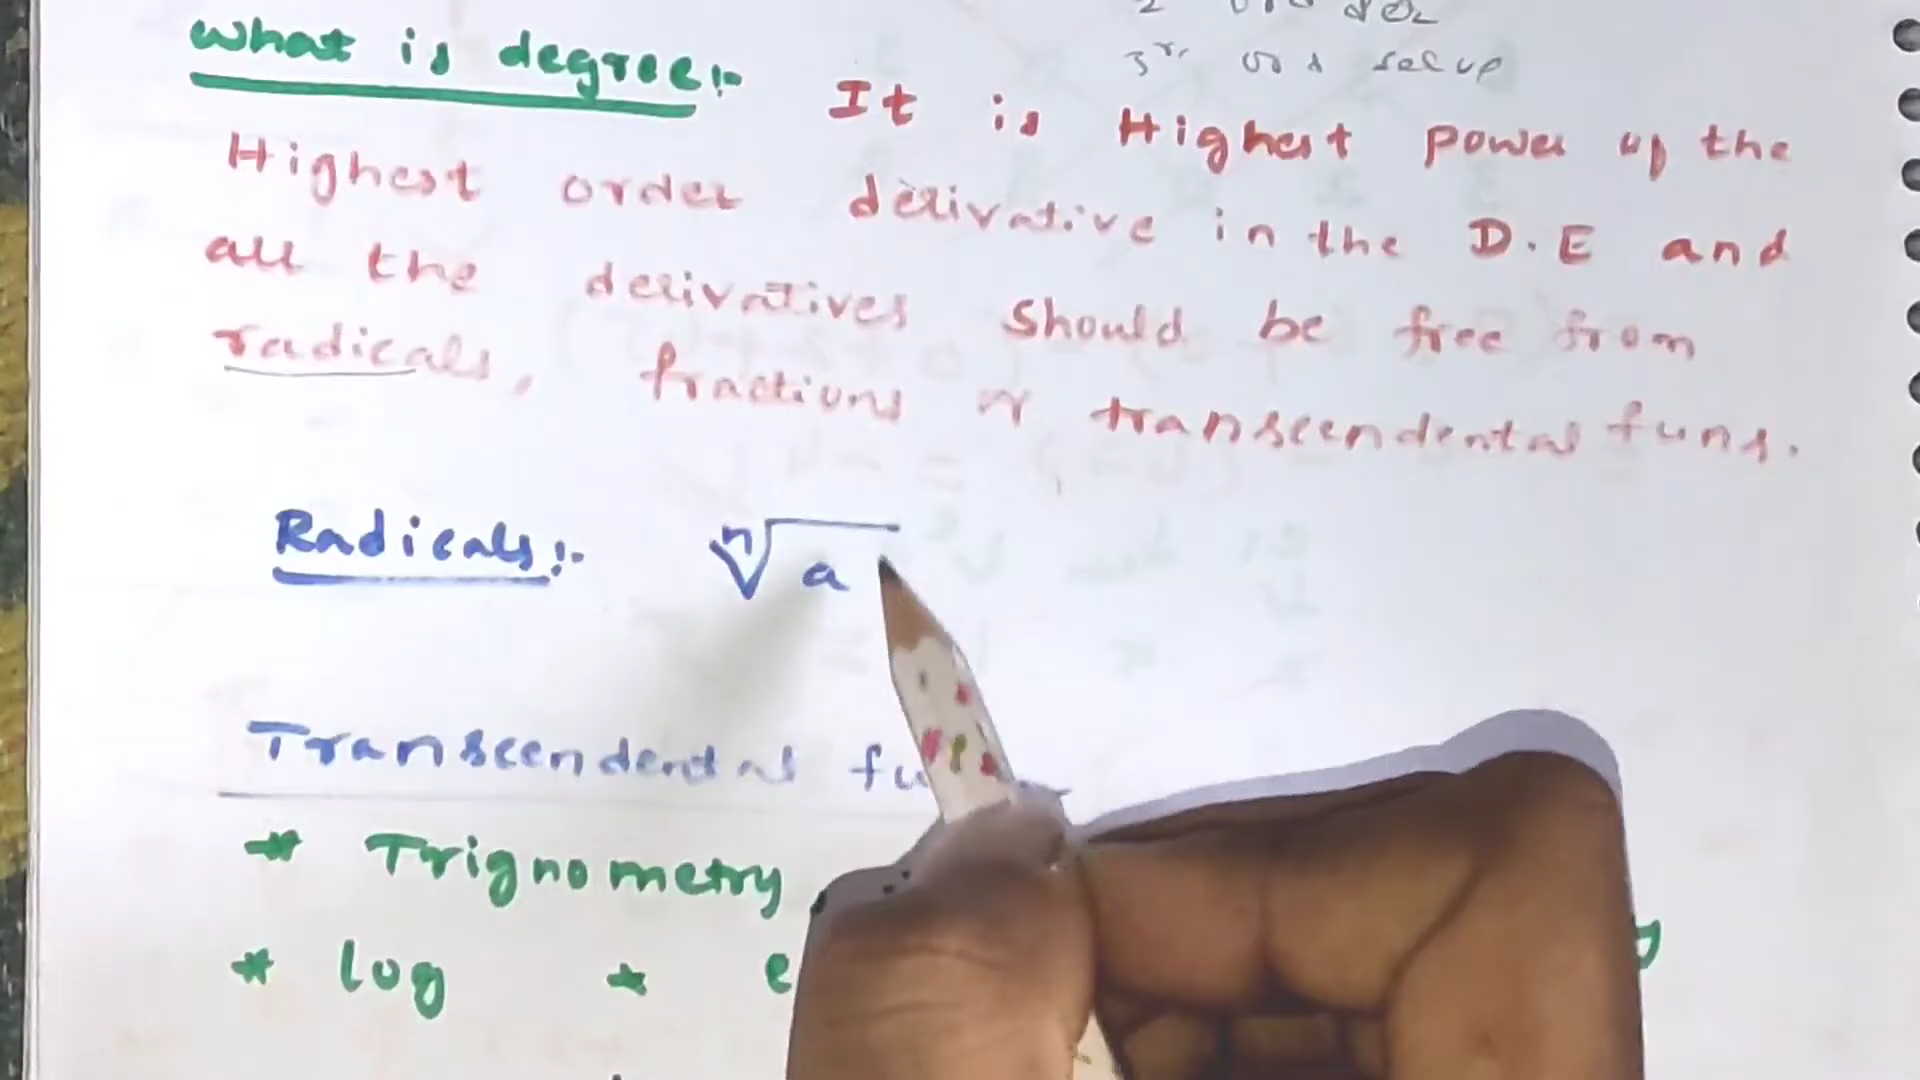 3rd
What is degree:- It is Highest power of the
Highest order derivative in the D.E and
all the derivatives should be free from
radicals, fractions or transcendental funs.
Radicals:- ⁿ√a
Transcendental fu
* Trignometry
* log * e